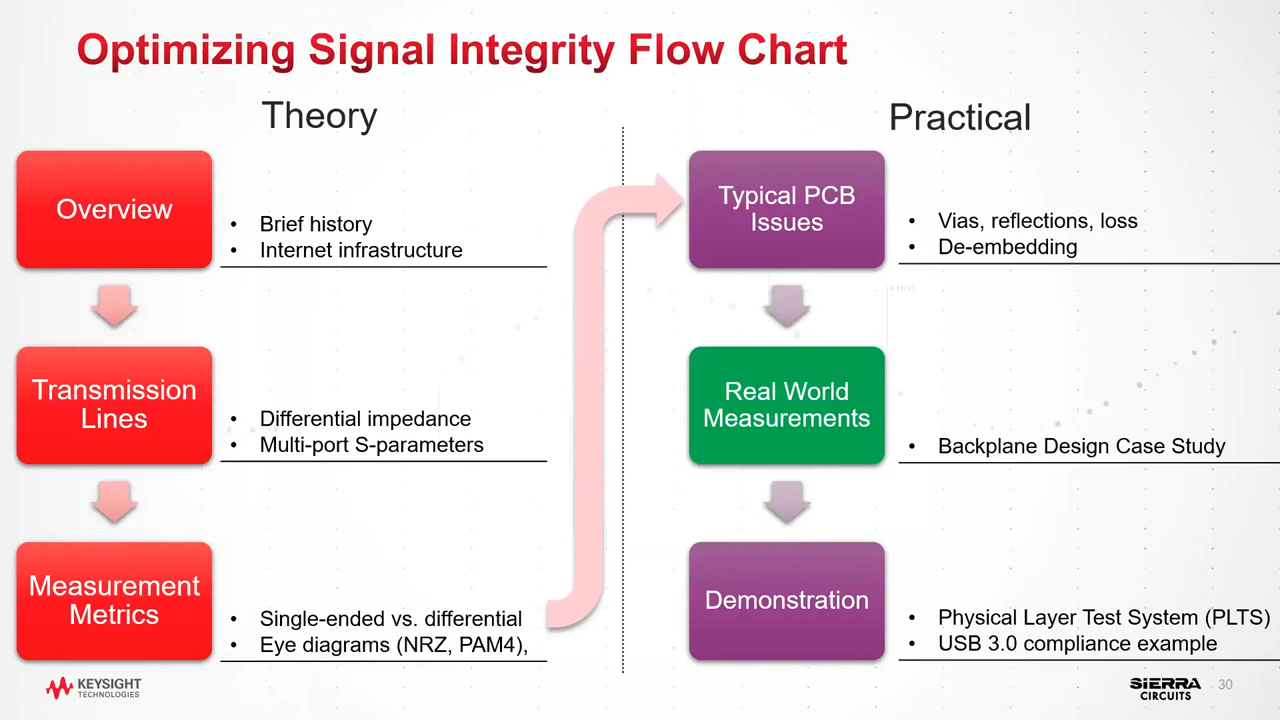 Optimizing Signal Integrity Flow Chart
Theory
Overview
• Brief history
• Internet infrastructure
Transmission
Lines
• Differential impedance
• Multi-port S-parameters
Measurement
Metrics
• Single-ended vs. differential
• Eye diagrams (NRZ, PAM4),
Practical
Typical PCB
Issues
• Vias, reflections, loss
• De-embedding
Real World
Measurements
• Backplane Design Case Study
Demonstration
• Physical Layer Test System (PLTS)
• USB 3.0 compliance example
KEYSIGHT
TECHNOLOGIES
SIERRA
CIRCUITS
30